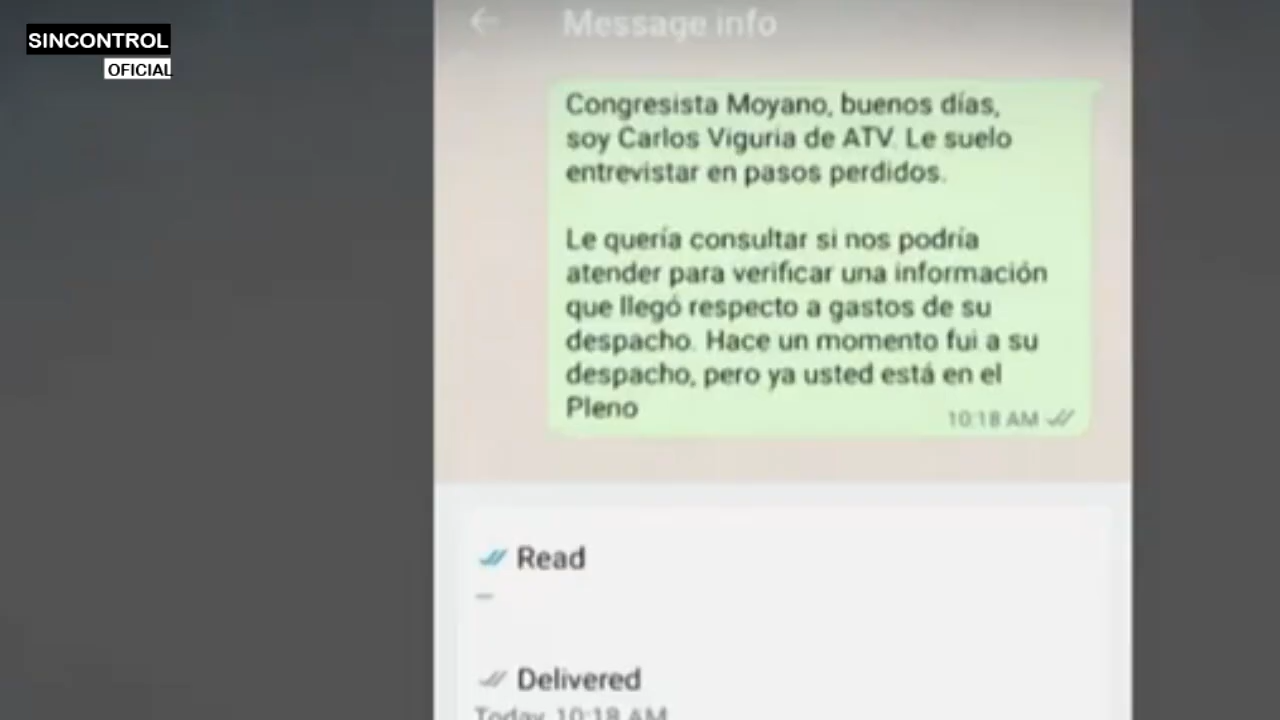 SINCONTROL
OFICIAL
Message info
Congresista Moyano, buenos días,
soy Carlos Viguria de ATV. Le suelo
entrevistar en pasos perdidos.
Le quería consultar si nos podría
atender para verificar una información
que llegó respecto a gastos de su
despacho. Hace un momento fui a su
despacho, pero ya usted está en el
Pleno
10:18 AM
Read
–
Delivered
Today, 10:18 AM